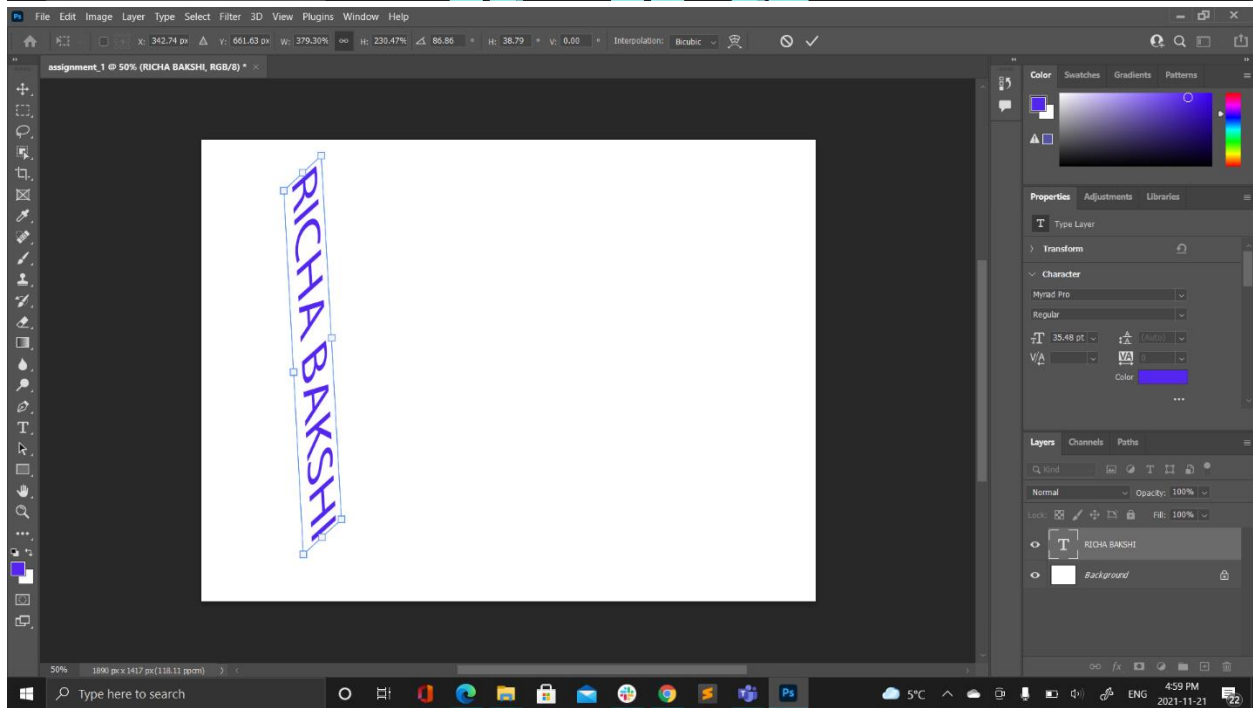 Ps File Edit Image Layer Type Select Filter 3D View Plugins Window Help
X: 342.74 px Y: 661.63 px W: 379.30% H: 230.47% 86.86 ° H: 38.79 ° V: 0.00 ° Interpolation: Bicubic
assignment_1 @ 50% (RICHA BAKSHI, RGB/8) * ×
Color Swatches Gradients Patterns
RICHA BAKSHI
Properties Adjustments Libraries
T Type Layer
Transform
Character
Myriad Pro
Regular
35.48 pt (Auto)
V/A VA 0
Color
Layers Channels Paths
Kind
Normal Opacity: 100%
Lock: Fill: 100%
T RICHA BAKSHI
Background
50% 1890 px x 1417 px (118.11 ppcm)
Type here to search
Ps
5°C ENG 4:59 PM
2021-11-21
22